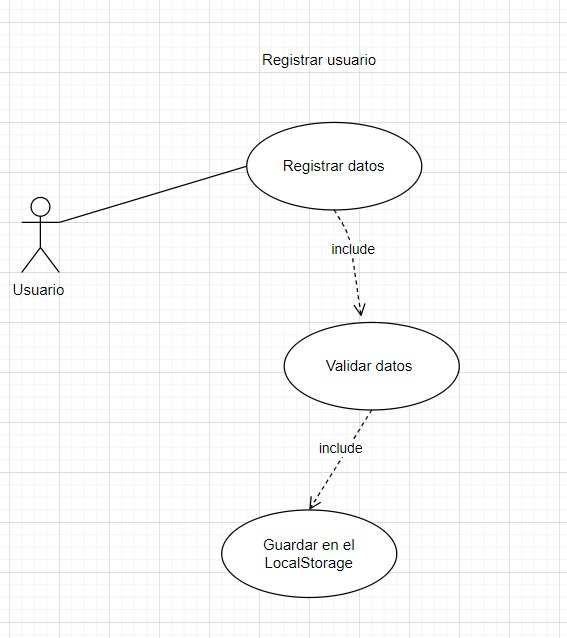 Registrar usuario
Registrar datos
include
Usuario
Validar datos
include
Guardar en el
LocalStorage